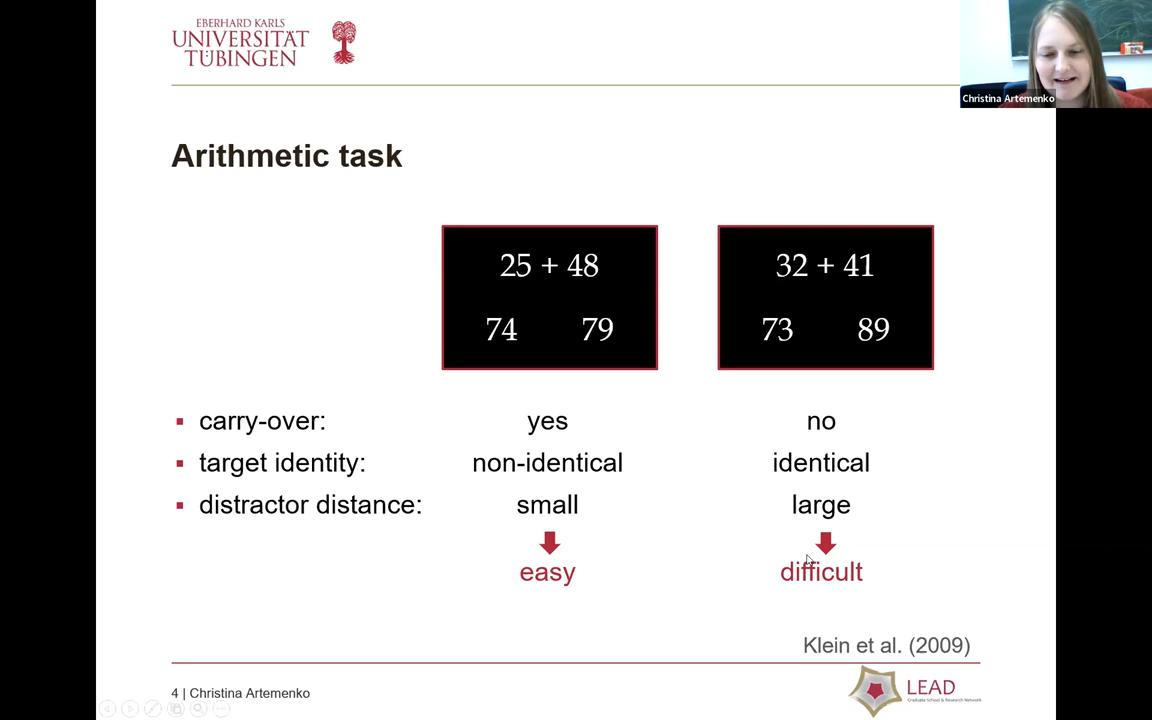 EBERHARD KARLS
UNIVERSITÄT
TÜBINGEN
Christina Artemenko
Arithmetic task
25 + 48
74 79
32 + 41
73 89
carry-over: yes no
target identity: non-identical identical
distractor distance: small large
easy difficult
Klein et al. (2009)
4 | Christina Artemenko
LEAD
Graduate School & Research Network